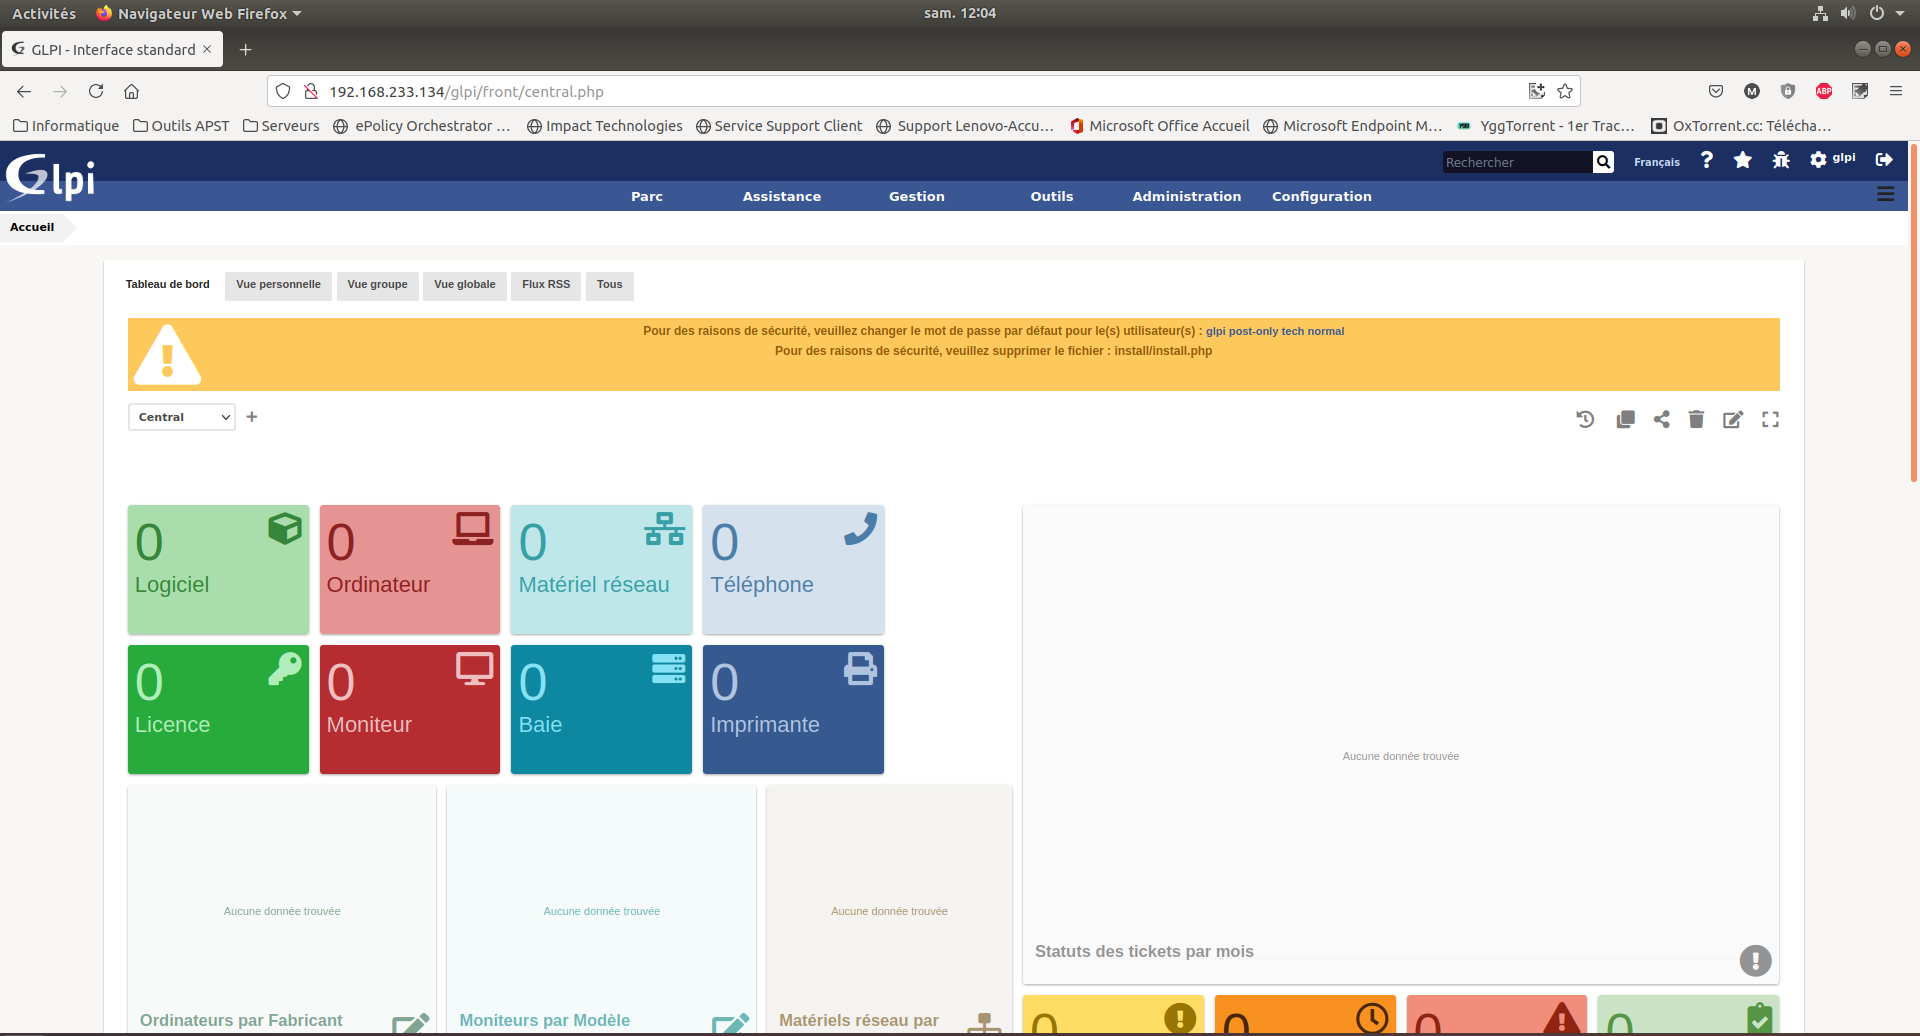 Activités Navigateur Web Firefox sam. 12:04
GLPI - Interface standard
192.168.233.134/glpi/front/central.php
Informatique Outils APST Serveurs ePolicy Orchestrator ... Impact Technologies Service Support Client Support Lenovo-Accu... Microsoft Office Accueil Microsoft Endpoint M... YggTorrent - 1er Trac... OxTorrent.cc: Télécha...
Glpi Rechercher Français ? glpi
Parc Assistance Gestion Outils Administration Configuration
Accueil
Tableau de bord Vue personnelle Vue groupe Vue globale Flux RSS Tous
Pour des raisons de sécurité, veuillez changer le mot de passe par défaut pour le(s) utilisateur(s) : glpi post-only tech normal
Pour des raisons de sécurité, veuillez supprimer le fichier : install/install.php
Central
0 0 0 0
Logiciel Ordinateur Matériel réseau Téléphone
0 0 0 0
Licence Moniteur Baie Imprimante
Aucune donnée trouvée
Statuts des tickets par mois
Aucune donnée trouvée Aucune donnée trouvée Aucune donnée trouvée
Ordinateurs par Fabricant Moniteurs par Modèle Matériels réseau par
0 0 0 0